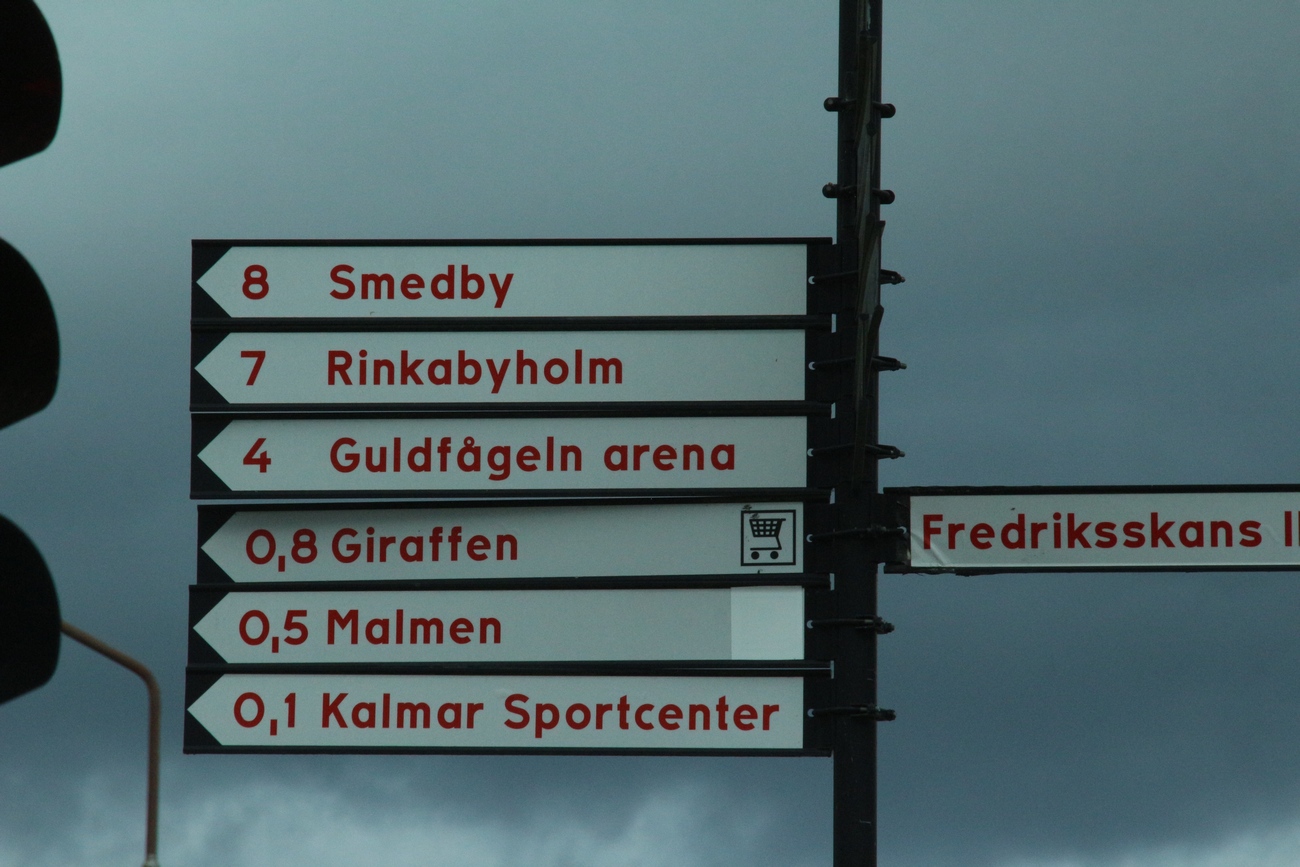 8 Smedby
7 Rinkabyholm
4 Guldfågeln arena
0,8 Giraffen
0,5 Malmen
0,1 Kalmar Sportcenter
Fredriksskans